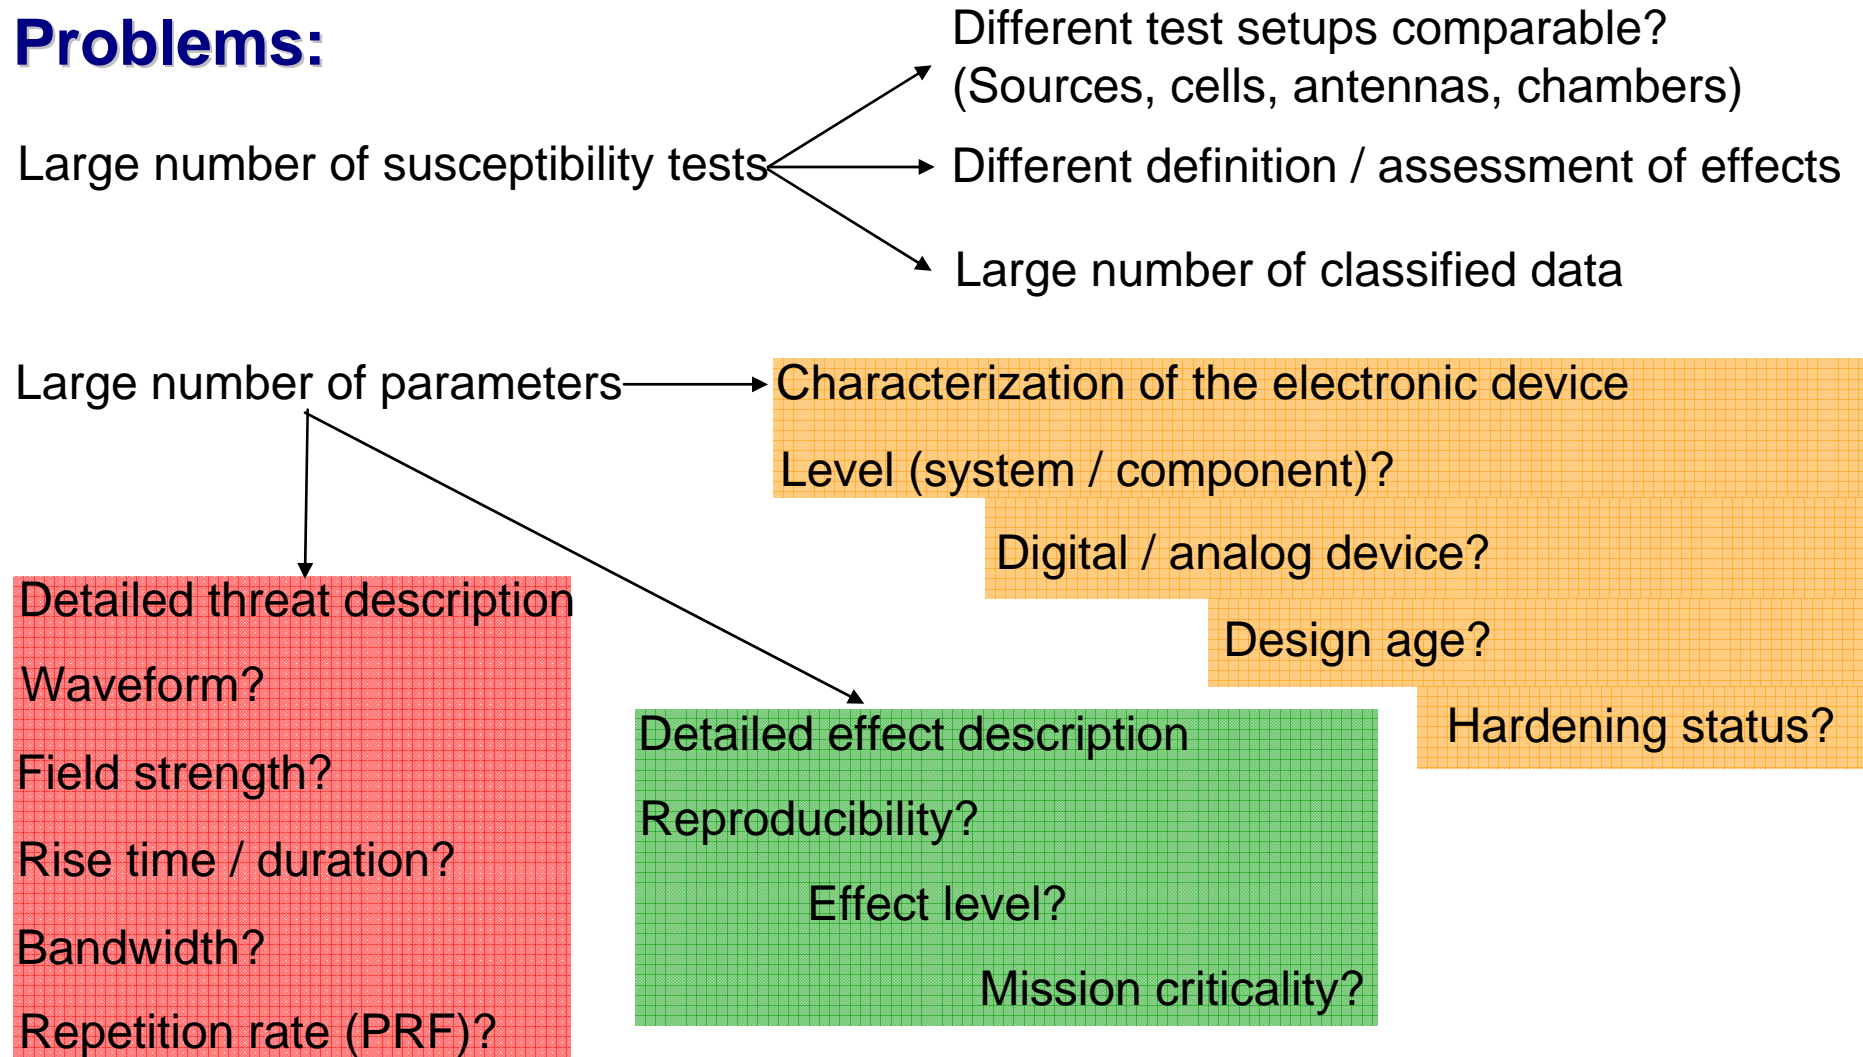 Problems:
Large number of susceptibility tests
Different test setups comparable?
(Sources, cells, antennas, chambers)
Different definition / assessment of effects
Large number of classified data
Large number of parameters
Characterization of the electronic device
Level (system / component)?
Digital / analog device?
Design age?
Hardening status?
Detailed threat description
Waveform?
Field strength?
Rise time / duration?
Bandwidth?
Repetition rate (PRF)?
Detailed effect description
Reproducibility?
Effect level?
Mission criticality?